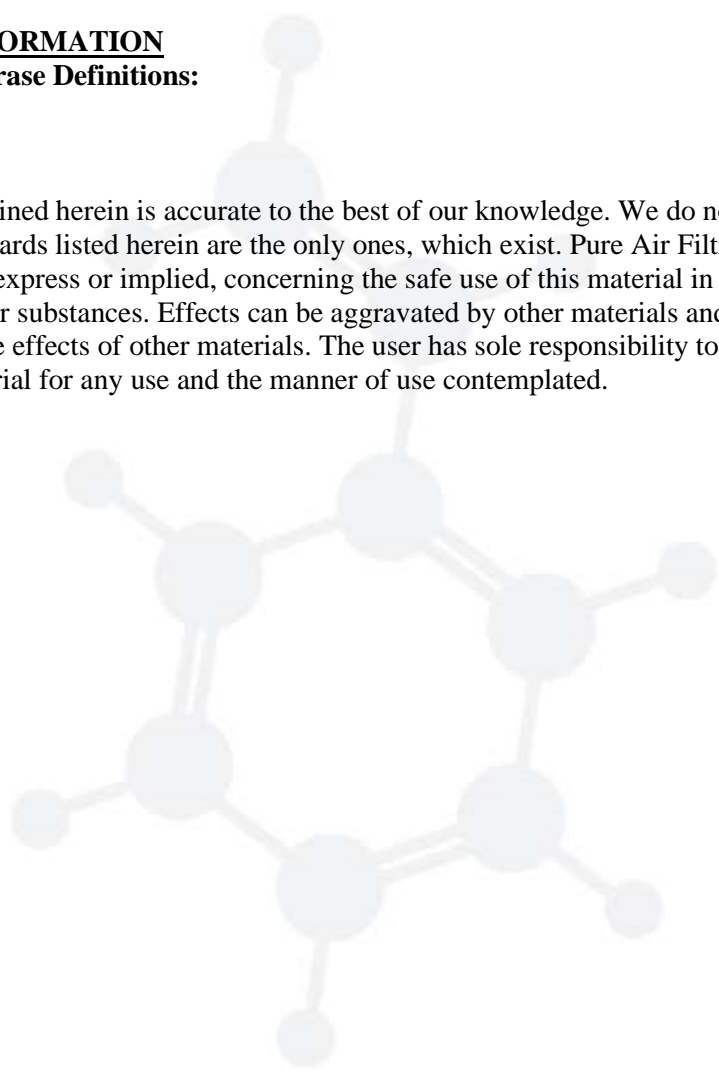 ORMATION
rase Definitions:
ined herein is accurate to the best of our knowledge. We do no
ards listed herein are the only ones, which exist. Pure Air Filt
express or implied, concerning the safe use of this material in
r substances. Effects can be aggravated by other materials and
e effects of other materials. The user has sole responsibility to
rial for any use and the manner of use contemplated.